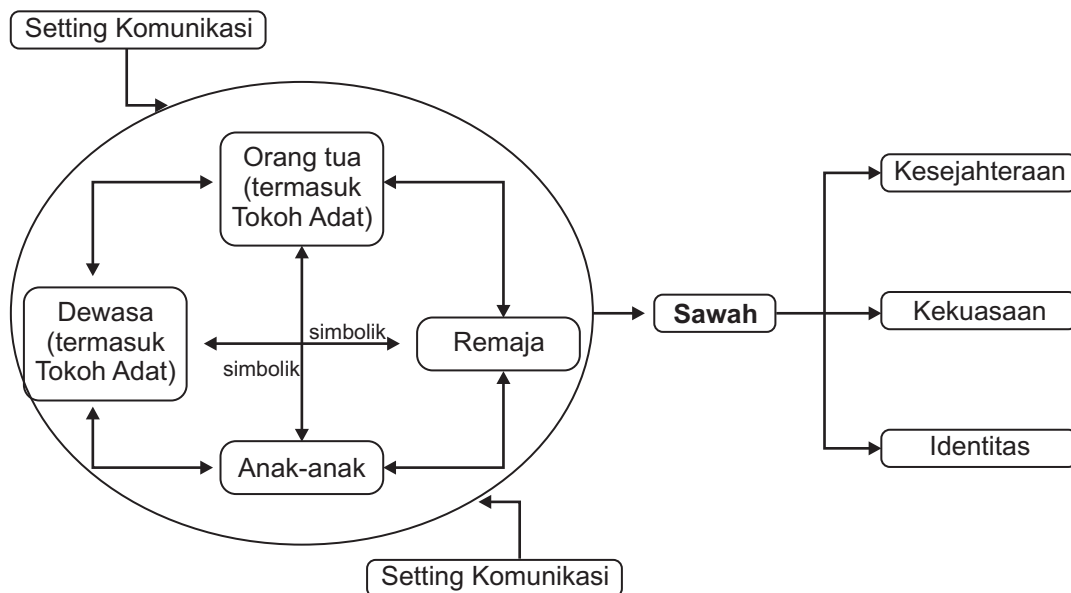 Setting Komunikasi
Orang tua
(termasuk
Tokoh Adat)
Dewasa
(termasuk
Tokoh Adat)
simbolik
simbolik
Remaja
Anak-anak
Setting Komunikasi
Sawah
Kesejahteraan
Kekuasaan
Identitas